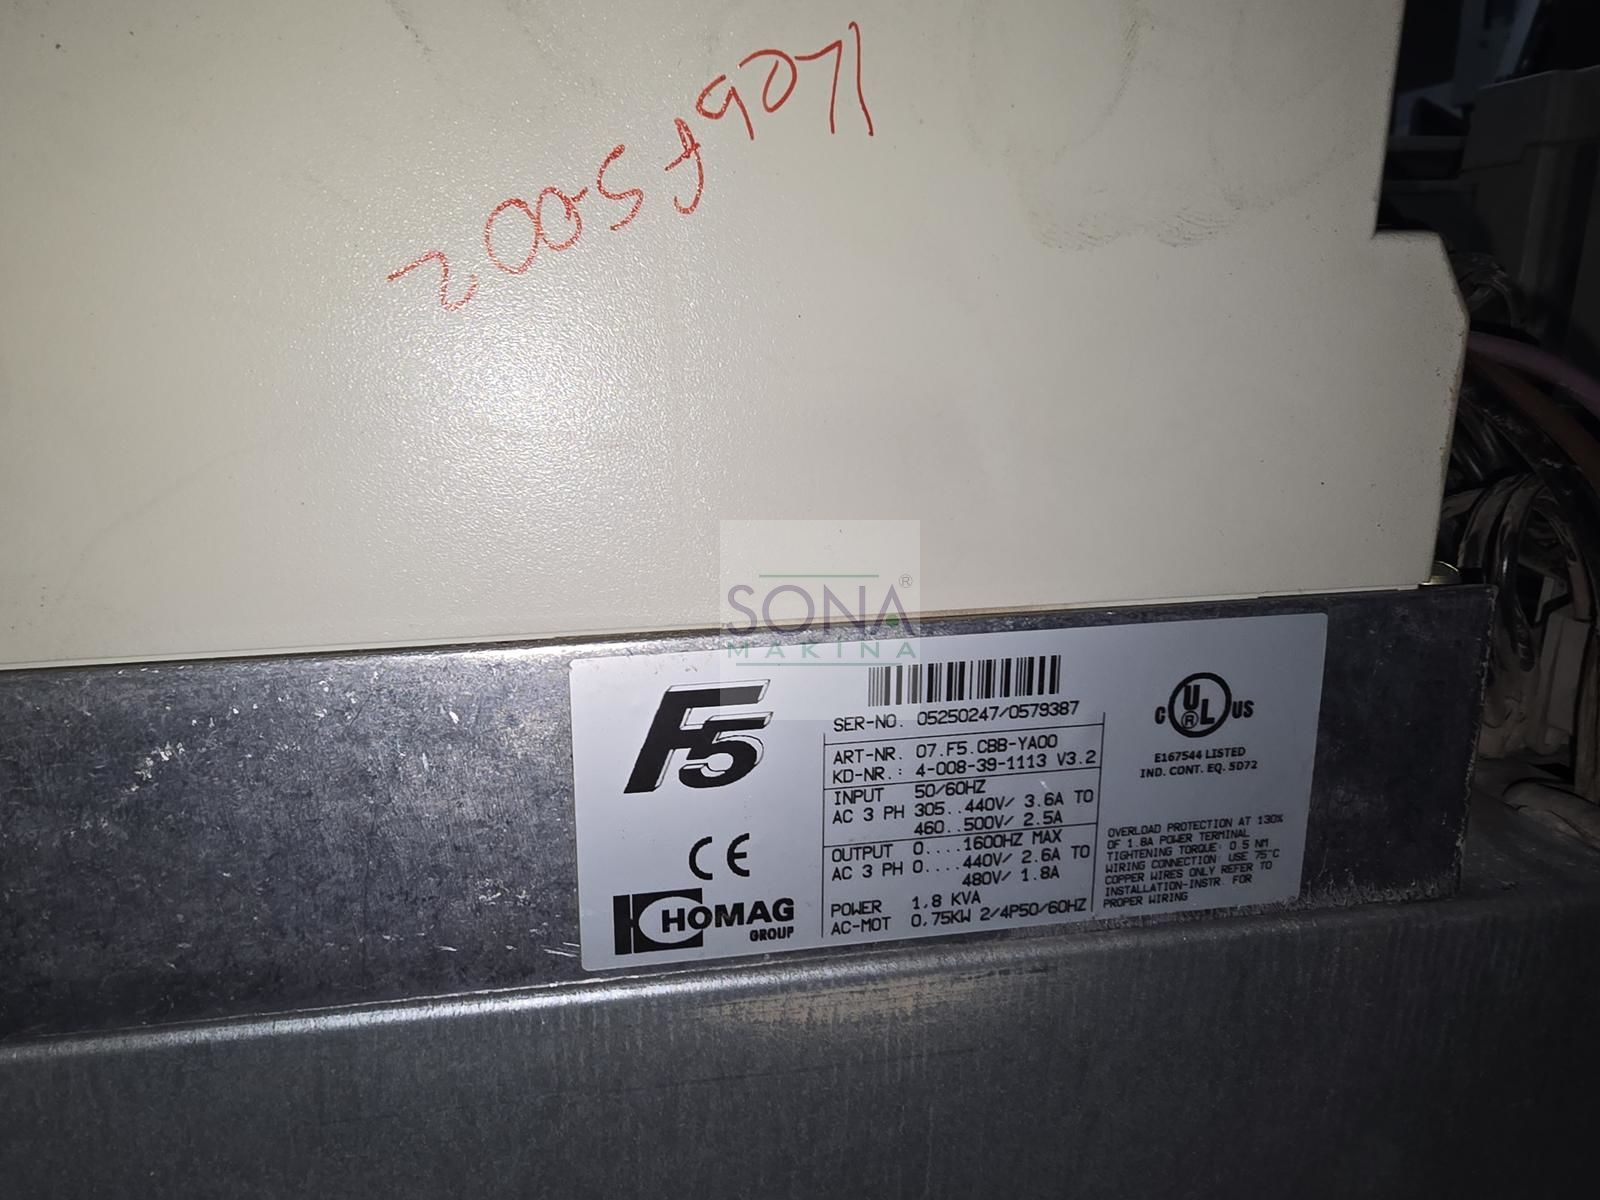 SONA®
MAKINA
F5
CE
HOMAG
GROUP
SER-NO. 05250247/0579387
ART-NR. 07.F5.CBB-YA00
KD-NR.: 4-008-39-1113 V3.2
INPUT 50/60HZ
AC 3 PH 305..440V/ 3.6A TO
460..500V/ 2.5A
OUTPUT 0....1600HZ MAX
AC 3 PH 0....440V/ 2.6A TO
480V/ 1.8A
POWER 1,8 KVA
AC-MOT 0,75KW 2/4P50/60HZ
C UL® US
E167544 LISTED
IND. CONT. EQ. 5D72
OVERLOAD PROTECTION AT 130%
OF 1.8A POWER TERMINAL
TIGHTENING TORQUE: 0.5 NM
WIRING CONNECTION: USE 75°C
COPPER WIRES ONLY REFER TO
INSTALLATION-INSTR. FOR
PROPER WIRING